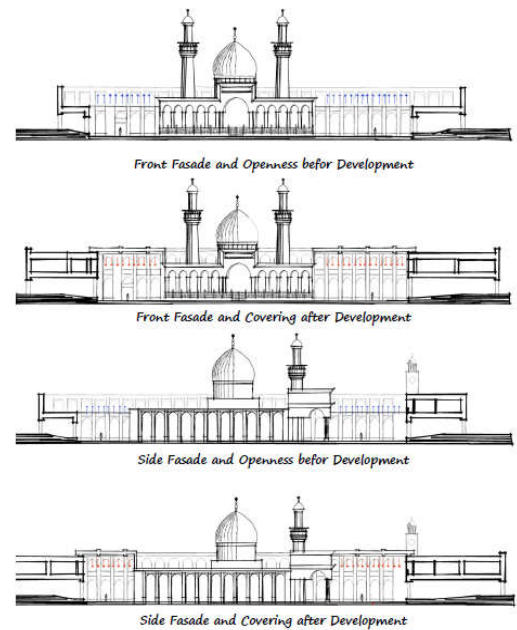 Front Fasade and Openness befor Development
Front Fasade and Covering after Development
Side Fasade and Openness befor Development
Side Fasade and Covering after Development